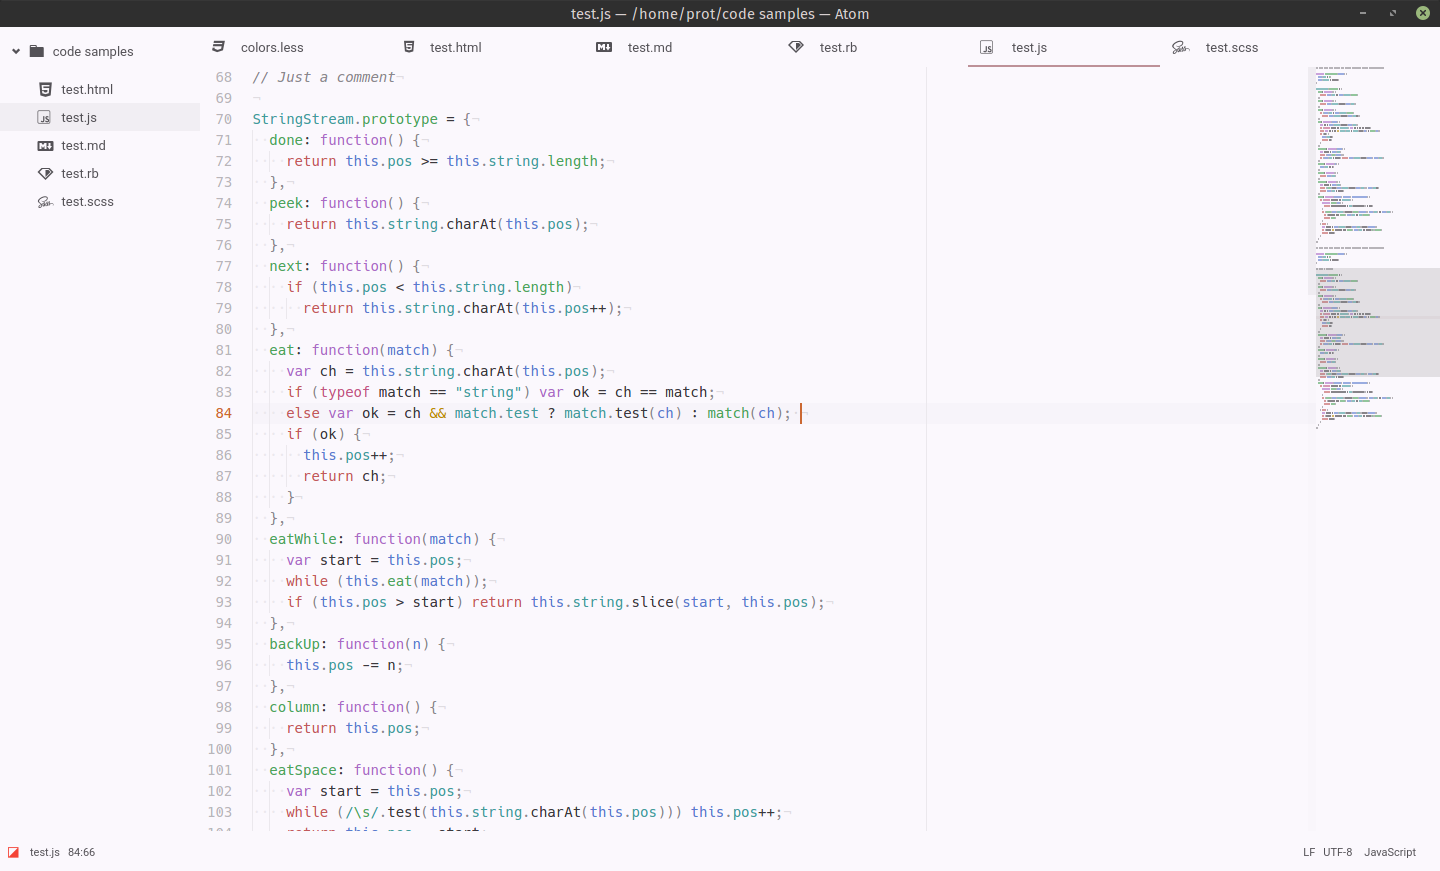 test.js — /home/prot/code samples — Atom
code samples
test.html
test.js
test.md
test.rb
test.scss
colors.less test.html test.md test.rb test.js test.scss
68 // Just a comment¬
69 ¬
70 StringStream.prototype = {¬
71 done: function() {¬
72 return this.pos >= this.string.length;¬
73 },¬
74 peek: function() {¬
75 return this.string.charAt(this.pos);¬
76 },¬
77 next: function() {¬
78 if (this.pos < this.string.length)¬
79 return this.string.charAt(this.pos++);¬
80 },¬
81 eat: function(match) {¬
82 var ch = this.string.charAt(this.pos);¬
83 if (typeof match == "string") var ok = ch == match;¬
84 else var ok = ch && match.test ? match.test(ch) : match(ch);¬
85 if (ok) {¬
86 this.pos++;¬
87 return ch;¬
88 }¬
89 },¬
90 eatWhile: function(match) {¬
91 var start = this.pos;¬
92 while (this.eat(match));¬
93 if (this.pos > start) return this.string.slice(start, this.pos);¬
94 },¬
95 backUp: function(n) {¬
96 this.pos -= n;¬
97 },¬
98 column: function() {¬
99 return this.pos;¬
100 },¬
101 eatSpace: function() {¬
102 var start = this.pos;¬
103 while (/\s/.test(this.string.charAt(this.pos))) this.pos++;¬
test.js 84:66
LF UTF-8 JavaScript